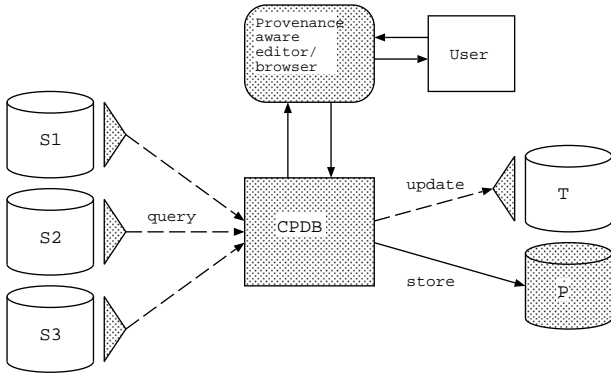 Provenance
aware
editor/
browser
User
S1
S2
S3
query
CPDB
update
store
T
P